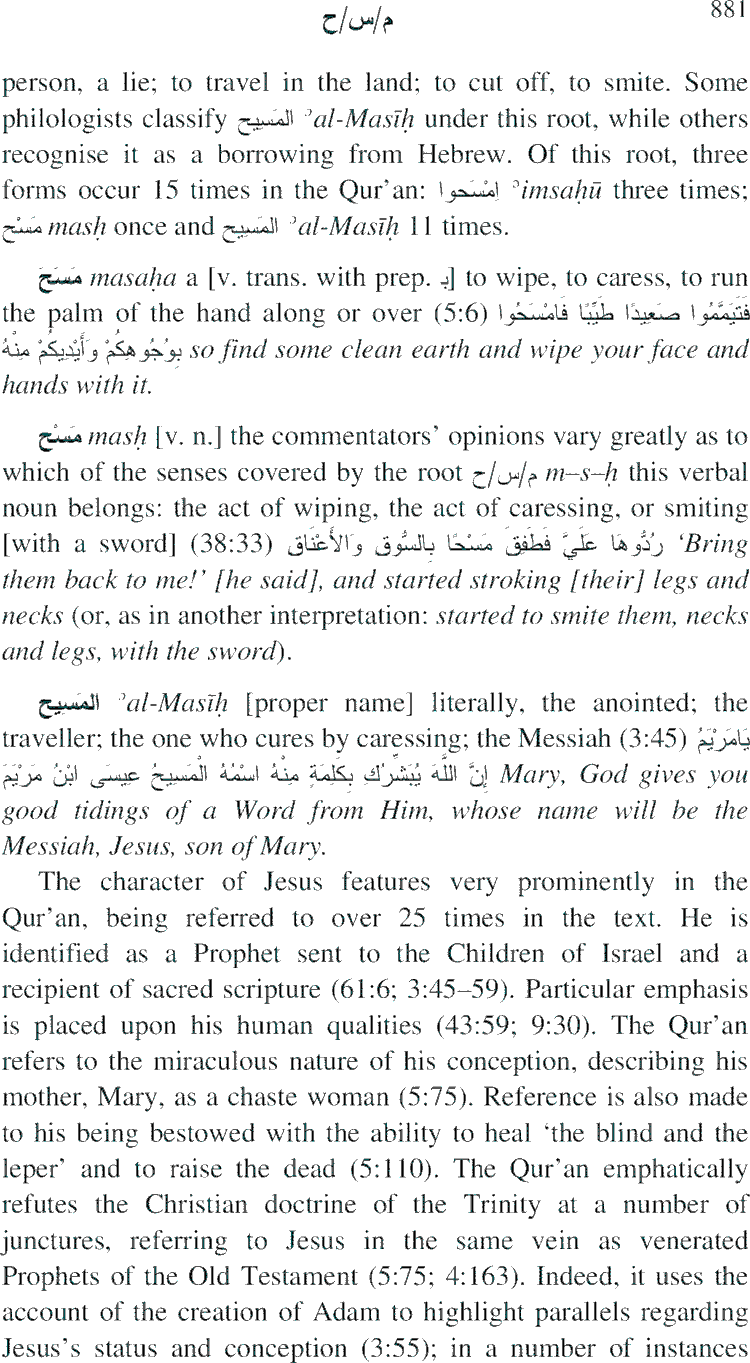 م/س/ح 881
person, a lie; to travel in the land; to cut off, to smite. Some
philologists classify المَسيح ʾal-Masīḥ under this root, while others
recognise it as a borrowing from Hebrew. Of this root, three
forms occur 15 times in the Qur’an: اِمْسَحوا ʾimsaḥū three times;
مَسْح masḥ once and المَسِيح ʾal-Masīḥ 11 times.
مَسَحَ masaḥa a [v. trans. with prep. بـِ] to wipe, to caress, to run
the palm of the hand along or over (5:6) فَتَيَمَّمُوا صَعِيدًا طَيِّبًا فَامْسَحُوا
بِوُجُوهِكُمْ وَأَيْدِيكُمْ مِنْهُ so find some clean earth and wipe your face and
hands with it.
مَسْح masḥ [v. n.] the commentators’ opinions vary greatly as to
which of the senses covered by the root م/س/ح m–s–ḥ this verbal
noun belongs: the act of wiping, the act of caressing, or smiting
[with a sword] (38:33) رُدُّوهَا عَلَيَّ فَطَفِقَ مَسْحًا بِالسُّوقِ وَالأَعْنَاقِ ‘Bring
them back to me!’ [he said], and started stroking [their] legs and
necks (or, as in another interpretation: started to smite them, necks
and legs, with the sword).
المَسِيح ʾal-Masīḥ [proper name] literally, the anointed; the
traveller; the one who cures by caressing; the Messiah (3:45) يَامَرْيَمُ
إِنَّ اللَّهَ يُبَشِّرُكِ بِكَلِمَةٍ مِنْهُ اسْمُهُ الْمَسِيحُ عِيسَى ابْنُ مَرْيَمَ Mary, God gives you
good tidings of a Word from Him, whose name will be the
Messiah, Jesus, son of Mary.
The character of Jesus features very prominently in the
Qur’an, being referred to over 25 times in the text. He is
identified as a Prophet sent to the Children of Israel and a
recipient of sacred scripture (61:6; 3:45–59). Particular emphasis
is placed upon his human qualities (43:59; 9:30). The Qur’an
refers to the miraculous nature of his conception, describing his
mother, Mary, as a chaste woman (5:75). Reference is also made
to his being bestowed with the ability to heal ‘the blind and the
leper’ and to raise the dead (5:110). The Qur’an emphatically
refutes the Christian doctrine of the Trinity at a number of
junctures, referring to Jesus in the same vein as venerated
Prophets of the Old Testament (5:75; 4:163). Indeed, it uses the
account of the creation of Adam to highlight parallels regarding
Jesus’s status and conception (3:55); in a number of instances